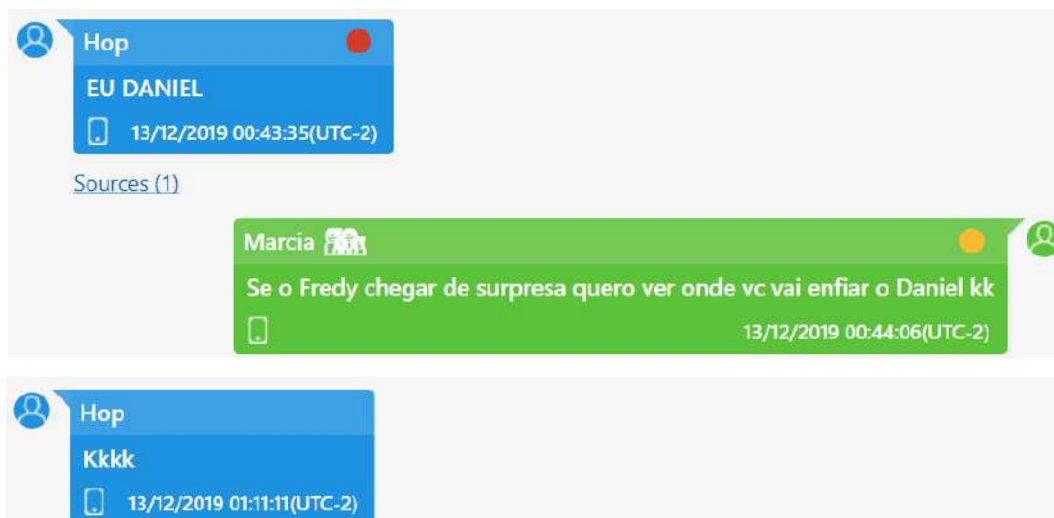 Hop
EU DANIEL
13/12/2019 00:43:35(UTC-2)
Sources (1)
Marcia
Se o Fredy chegar de surpresa quero ver onde vc vai enfiar o Daniel kk
13/12/2019 00:44:06(UTC-2)
Hop
Kkkk
13/12/2019 01:11:11(UTC-2)